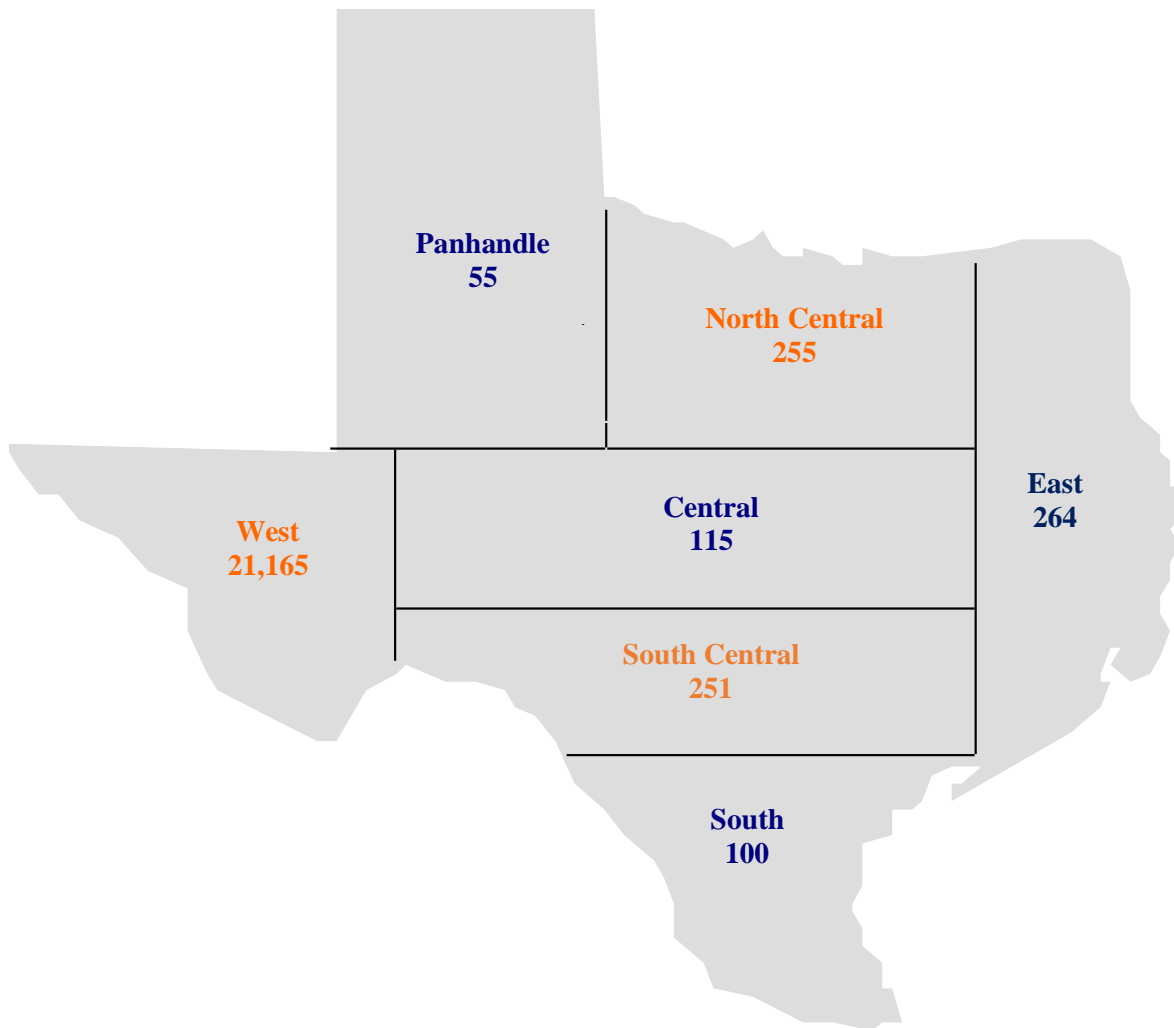 Panhandle
55
North Central
255
West
21,165
Central
115
East
264
South Central
251
South
100